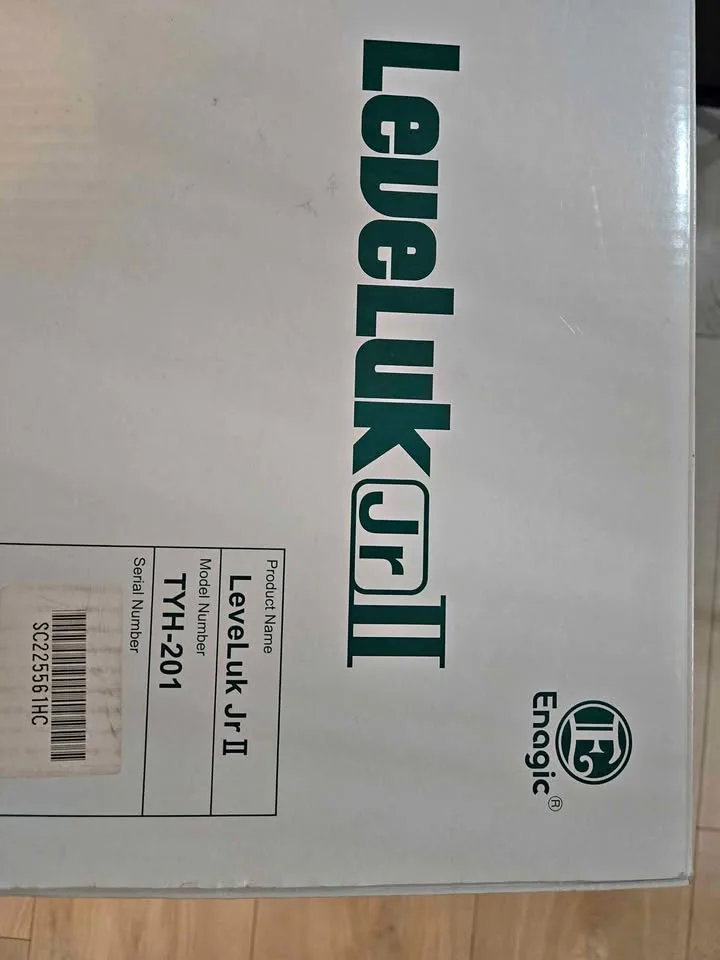 Enagic®
LeveLuk Jr II
Product Name
LeveLuk Jr II
Model Number
TYH-201
Serial Number
SC225561HC